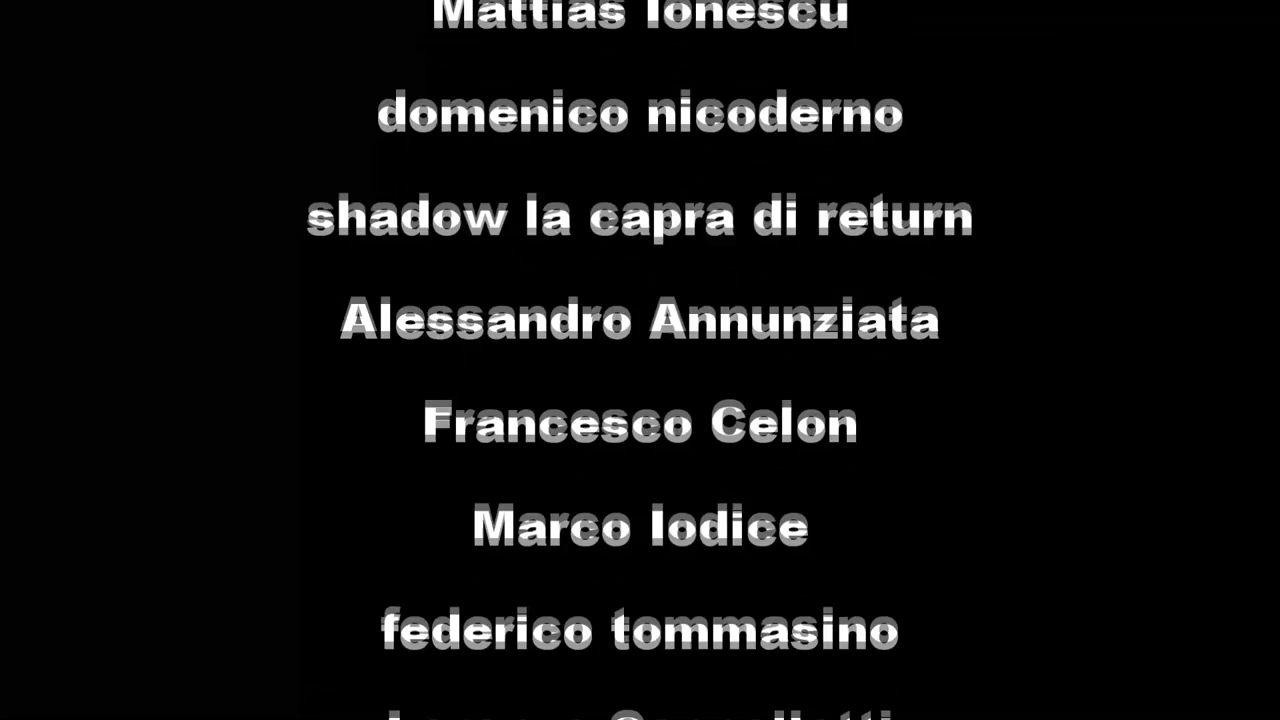 Mattias Ionescu
domenico nicoderno
shadow la capra di return
Alessandro Annunziata
Francesco Celon
Marco Iodice
federico tommasino